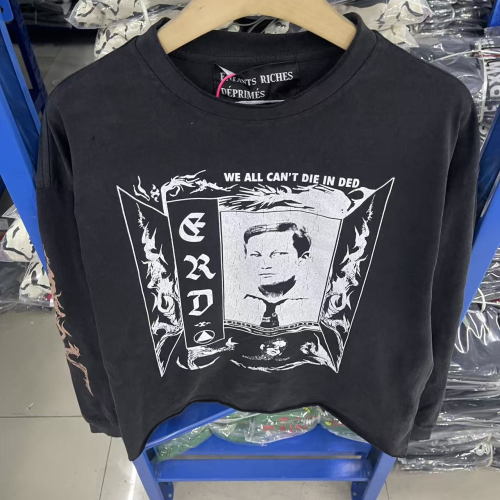 ENFANTS RICHES
DÉPRIMÉS
WE ALL CAN'T DIE IN DED
E
R
D